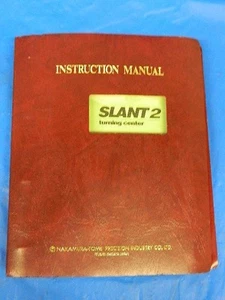 INSTRUCTION MANUAL
SLANT 2
turning center
© NAKAMURA-TOME PRECISION INDUSTRY CO., LTD.